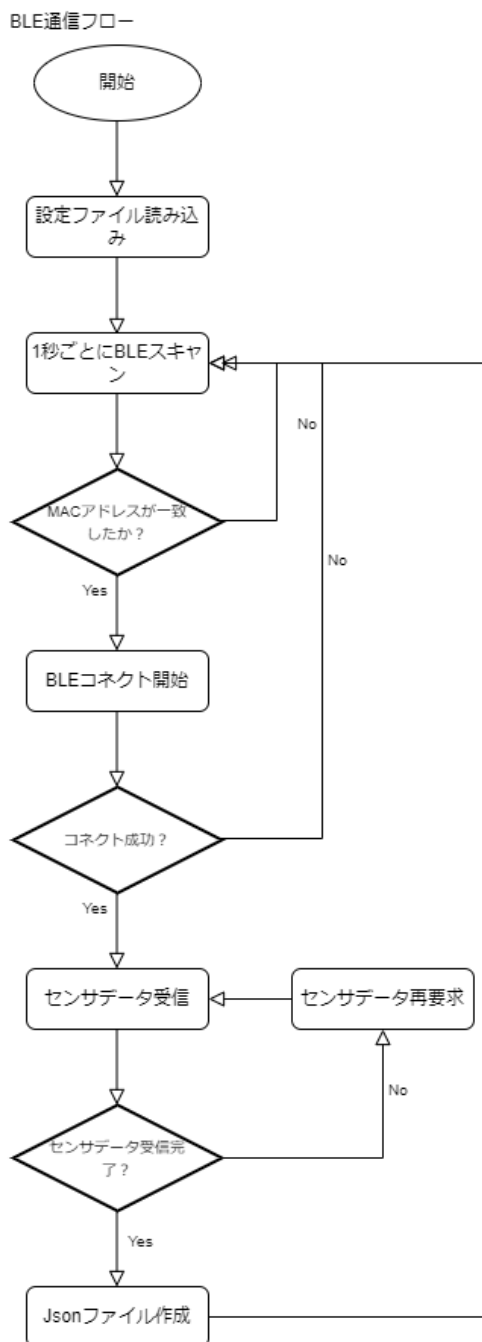 BLE通信フロー
開始
設定ファイル読み込
み
1秒ごとにBLEスキャ
ン
No
MACアドレスが一致
したか？
No
Yes
BLEコネクト開始
コネクト成功？
Yes
センサデータ受信
センサデータ再要求
No
センサデータ受信完
了？
Yes
Jsonファイル作成